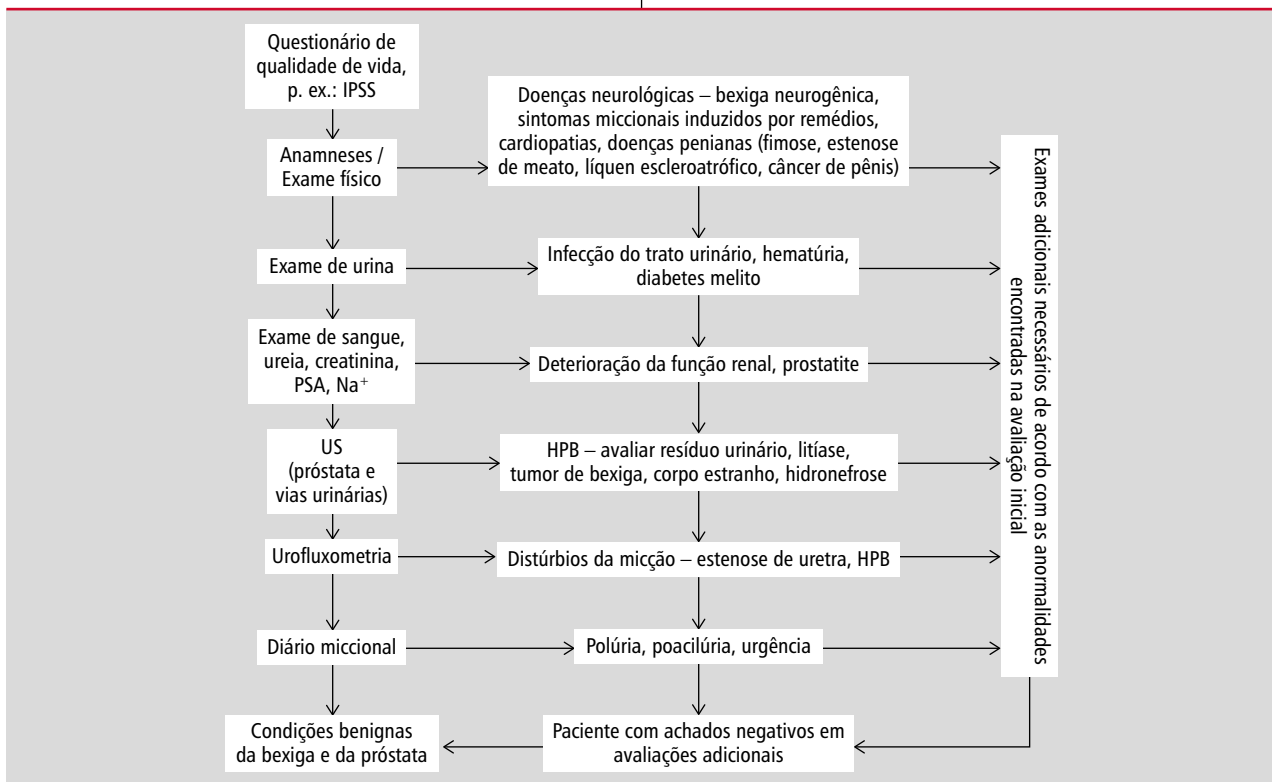 Questionário de
qualidade de vida,
p. ex.: IPSS
Doenças neurológicas – bexiga neurogênica,
sintomas miccionais induzidos por remédios,
cardiopatias, doenças penianas (fimose, estenose
de meato, líquen escleroatrófico, câncer de pênis)
Anamneses /
Exame físico
Exame de urina
Infecção do trato urinário, hematúria,
diabetes melito
Exame de sangue,
ureia, creatinina,
PSA, Na+
Deterioração da função renal, prostatite
US
(próstata e
vias urinárias)
HPB – avaliar resíduo urinário, litíase,
tumor de bexiga, corpo estranho, hidronefrose
Urofluxometria
Distúrbios da micção – estenose de uretra, HPB
Diário miccional
Polúria, poacilúria, urgência
Condições benignas
da bexiga e da próstata
Paciente com achados negativos em
avaliações adicionais
Exames adicionais necessários de acordo com as anormalidades
encontradas na avaliação inicial